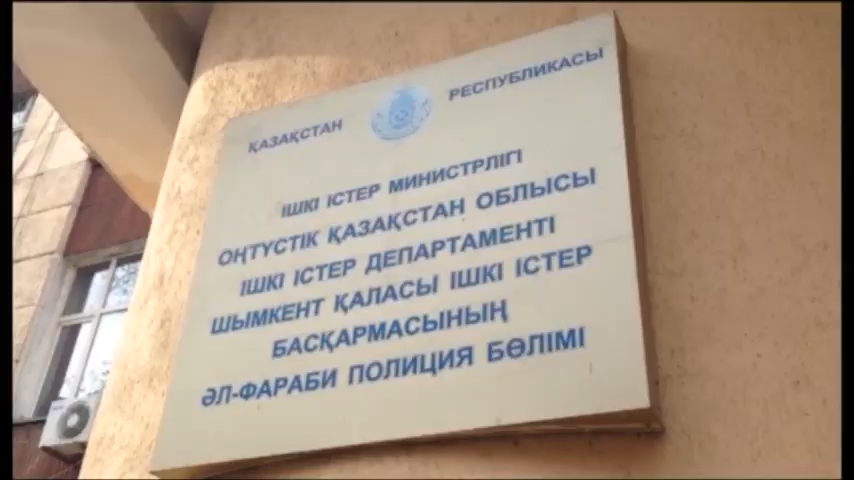 ҚАЗАҚСТАН РЕСПУБЛИКАСЫ
ІШКІ ІСТЕР МИНИСТРЛІГІ
ОҢТҮСТІК ҚАЗАҚСТАН ОБЛЫСЫ
ІШКІ ІСТЕР ДЕПАРТАМЕНТІ
ШЫМКЕНТ ҚАЛАСЫ ІШКІ ІСТЕР
БАСҚАРМАСЫНЫҢ
ӘЛ-ФАРАБИ ПОЛИЦИЯ БӨЛІМІ